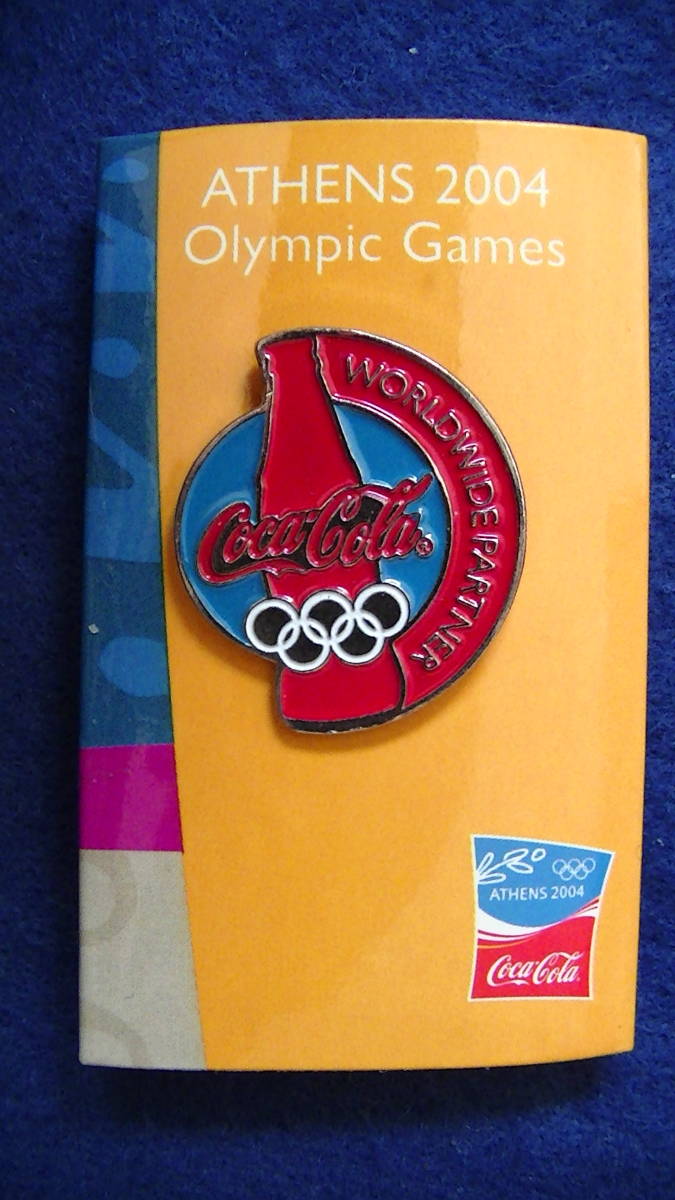 ATHENS 2004
Olympic Games
WORLDWIDE PARTNER
Coca-Cola®
ATHENS 2004
Coca-Cola